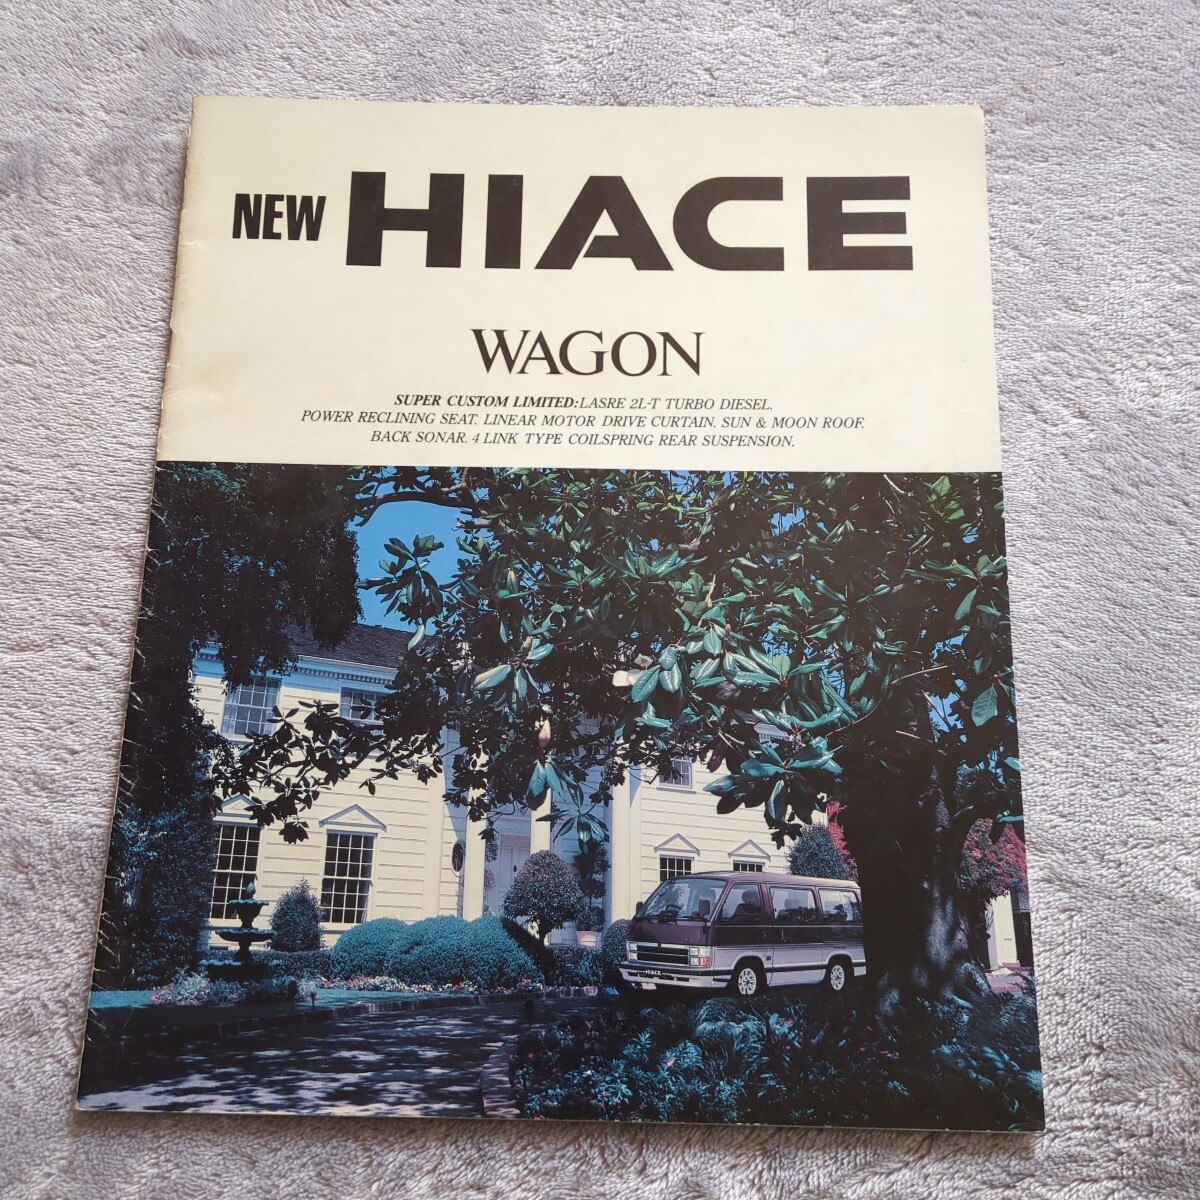 NEW HIACE
WAGON
SUPER CUSTOM LIMITED:LASRE 2L-T TURBO DIESEL.
POWER RECLINING SEAT. LINEAR MOTOR DRIVE CURTAIN. SUN & MOON ROOF.
BACK SONAR. 4 LINK TYPE COILSPRING REAR SUSPENSION.
HIACE